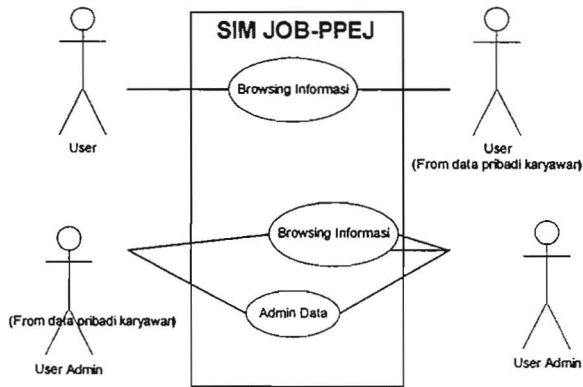 SIM JOB-PPEJ
Browsing Informasi
User
User
(From data pribadi karyawan)
Browsing Informasi
Admin Data
(From data pribadi karyawan)
User Admin
User Admin